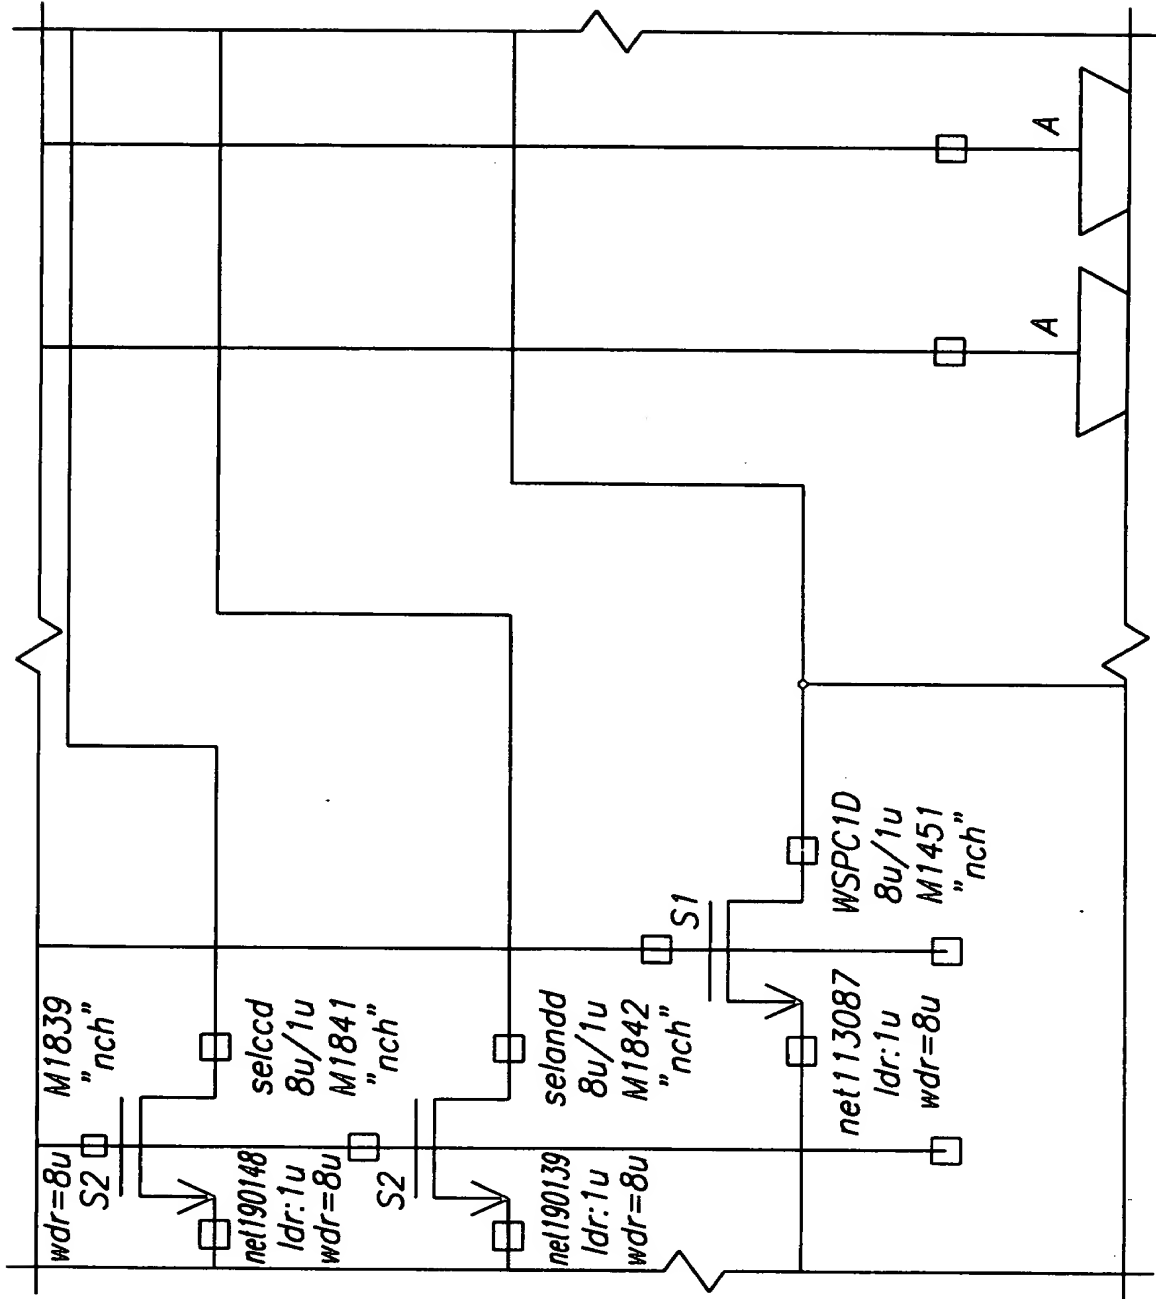 M1839
"nch"
wdr=8u
S2
selccd
8u/1u
M1841
"nch"
net190148
ldr:1u
wdr=8u
S2
selandd
8u/1u
M1842
"nch"
net190139
ldr:1u
wdr=8u
S1
WSPC1D
8u/1u
M1451
"nch"
net113087
ldr:1u
wdr=8u
A
A